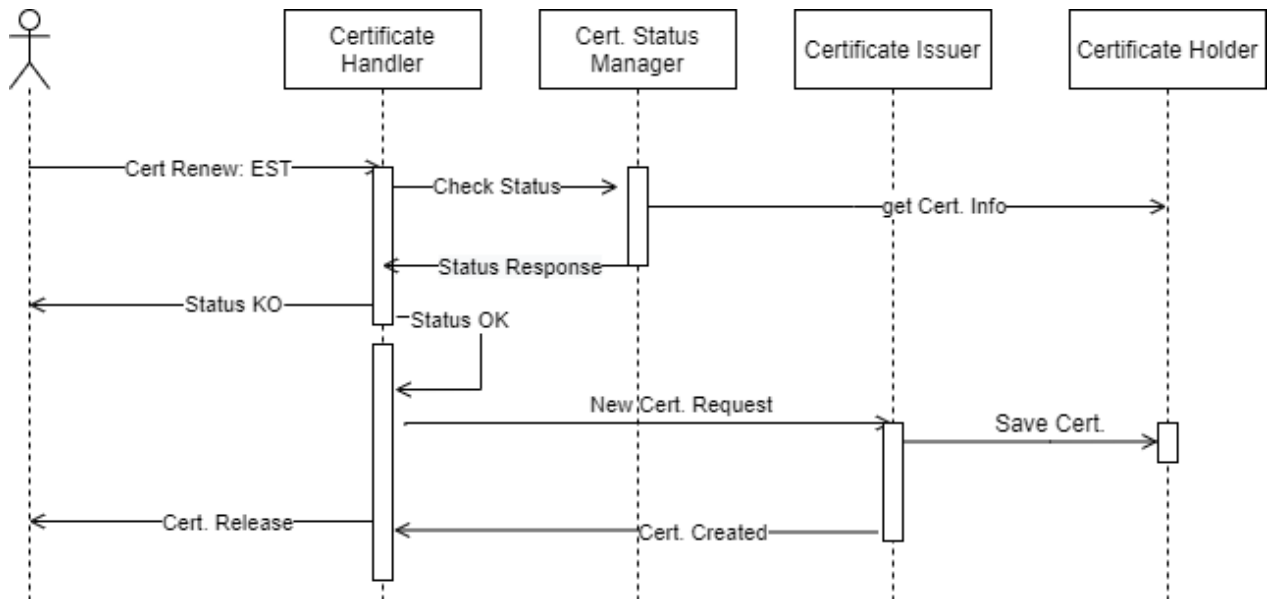 Certificate
Handler
Cert. Status
Manager
Certificate Issuer
Certificate Holder
Cert Renew: EST
Check Status
get Cert. Info
Status Response
Status KO
Status OK
New Cert. Request
Save Cert.
Cert. Release
Cert. Created